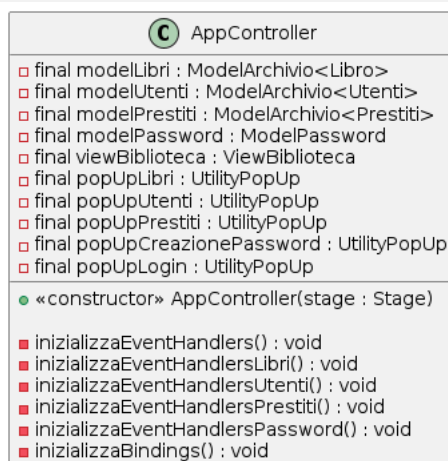 C AppController
final modelLibri : ModelArchivio<Libro>
final modelUtenti : ModelArchivio<Utenti>
final modelPrestiti : ModelArchivio<Prestiti>
final modelPassword : ModelPassword
final viewBiblioteca : ViewBiblioteca
final popUpLibri : UtilityPopUp
final popUpUtenti : UtilityPopUp
final popUpPrestiti : UtilityPopUp
final popUpCreazionePassword : UtilityPopUp
final popUpLogin : UtilityPopUp
«constructor» AppController(stage : Stage)
inizializzaEventHandlers() : void
inizializzaEventHandlersLibri() : void
inizializzaEventHandlersUtenti() : void
inizializzaEventHandlersPrestiti() : void
inizializzaEventHandlersPassword() : void
inizializzaBindings() : void